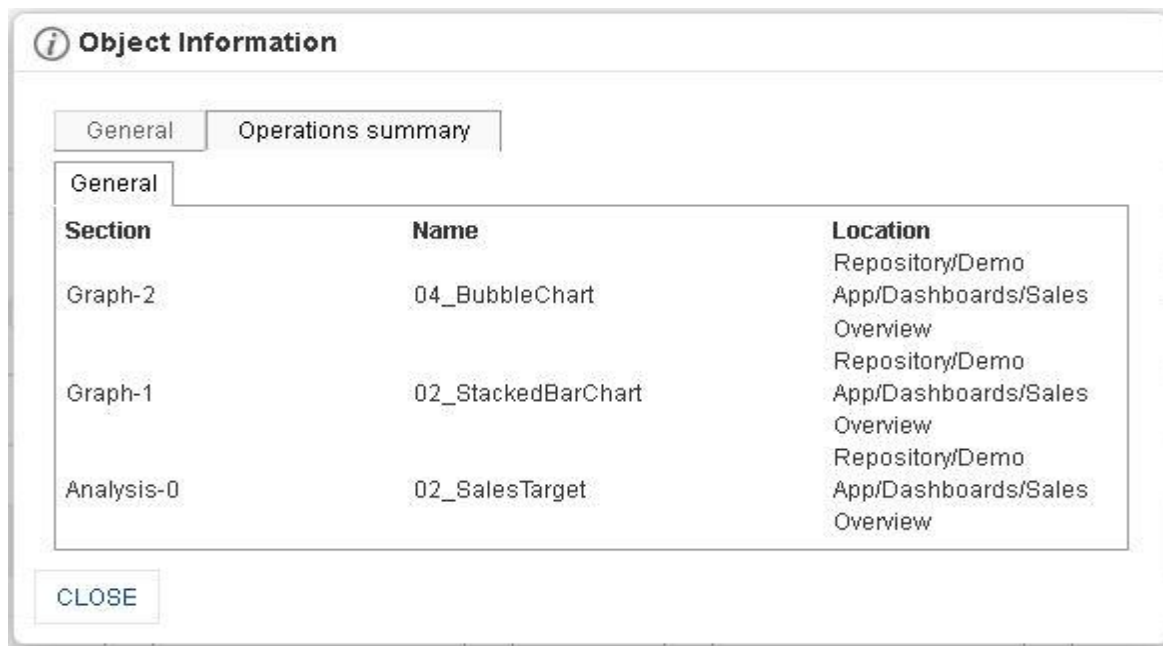 Object Information
General Operations summary
General
Section Name Location
Repository/Demo
Graph-2 04_BubbleChart App/Dashboards/Sales
Overview
Repository/Demo
Graph-1 02_StackedBarChart App/Dashboards/Sales
Overview
Repository/Demo
Analysis-0 02_SalesTarget App/Dashboards/Sales
Overview
CLOSE